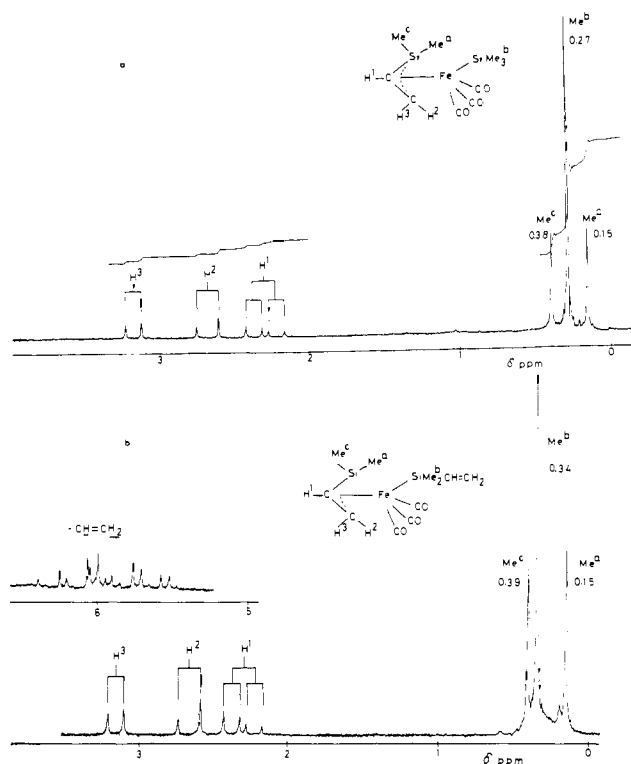 a
Me^b
0.27
Me^c
Me^a
Si
SiMe_3^b
H^1
C
Fe
CO
CO
CO
C
H^3
H^2
Me^c
0.38
Me^a
0.15
H^3
H^2
H^1
3
2
1
0
δ ppm
b
Me^b
0.34
Me^c
Me^a
Si
SiMe_2^bCH=CH_2
H^1
C
Fe
CO
CO
CO
C
H^3
H^2
-CH=CH_2
6
5
Me^c
0.39
Me^a
0.15
H^3
H^2
H^1
3
2
1
0
δ ppm